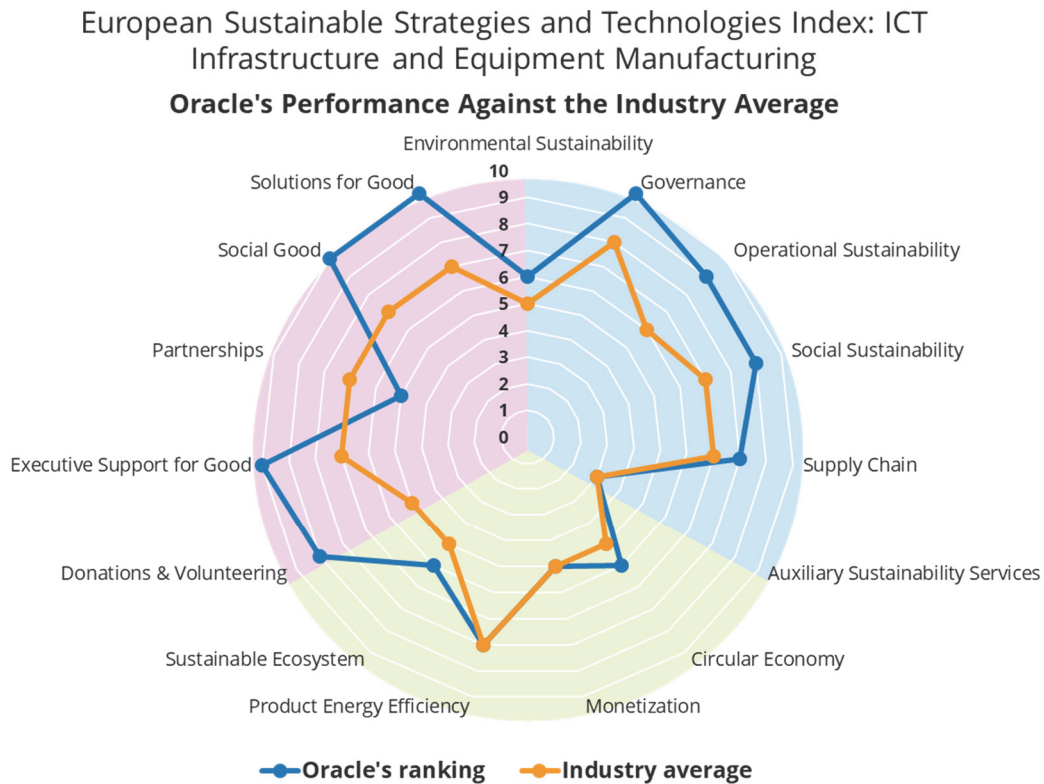 European Sustainable Strategies and Technologies Index: ICT
Infrastructure and Equipment Manufacturing
Oracle's Performance Against the Industry Average
Environmental Sustainability
10
Solutions for Good
Governance
9
8
Social Good
7
Operational Sustainability
6
5
4
Partnerships
Social Sustainability
3
2
1
0
Executive Support for Good
Supply Chain
Donations & Volunteering
Auxiliary Sustainability Services
Sustainable Ecosystem
Circular Economy
Product Energy Efficiency
Monetization
Oracle's ranking
Industry average